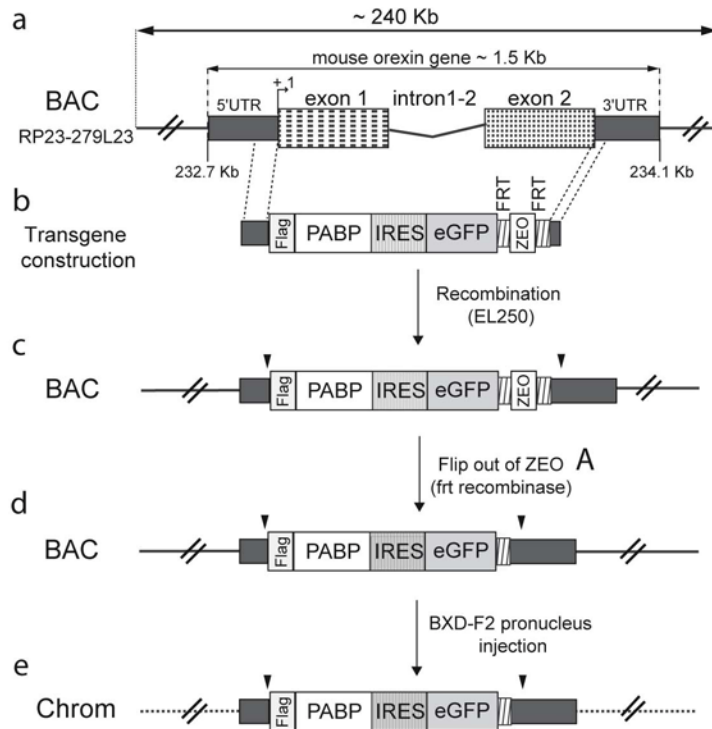 a
~ 240 Kb
mouse orexin gene ~ 1.5 Kb
BAC
RP23-279L23
5'UTR
+ 1
exon 1
intron1-2
exon 2
3'UTR
232.7 Kb
234.1 Kb
b
Transgene
construction
FRT
FRT
Flag
PABP
IRES
eGFP
ZEO
Recombination
(EL250)
c
BAC
Flag
PABP
IRES
eGFP
ZEO
Flip out of ZEO A
(frt recombinase)
d
BAC
Flag
PABP
IRES
eGFP
BXD-F2 pronucleus
injection
e
Chrom
Flag
PABP
IRES
eGFP